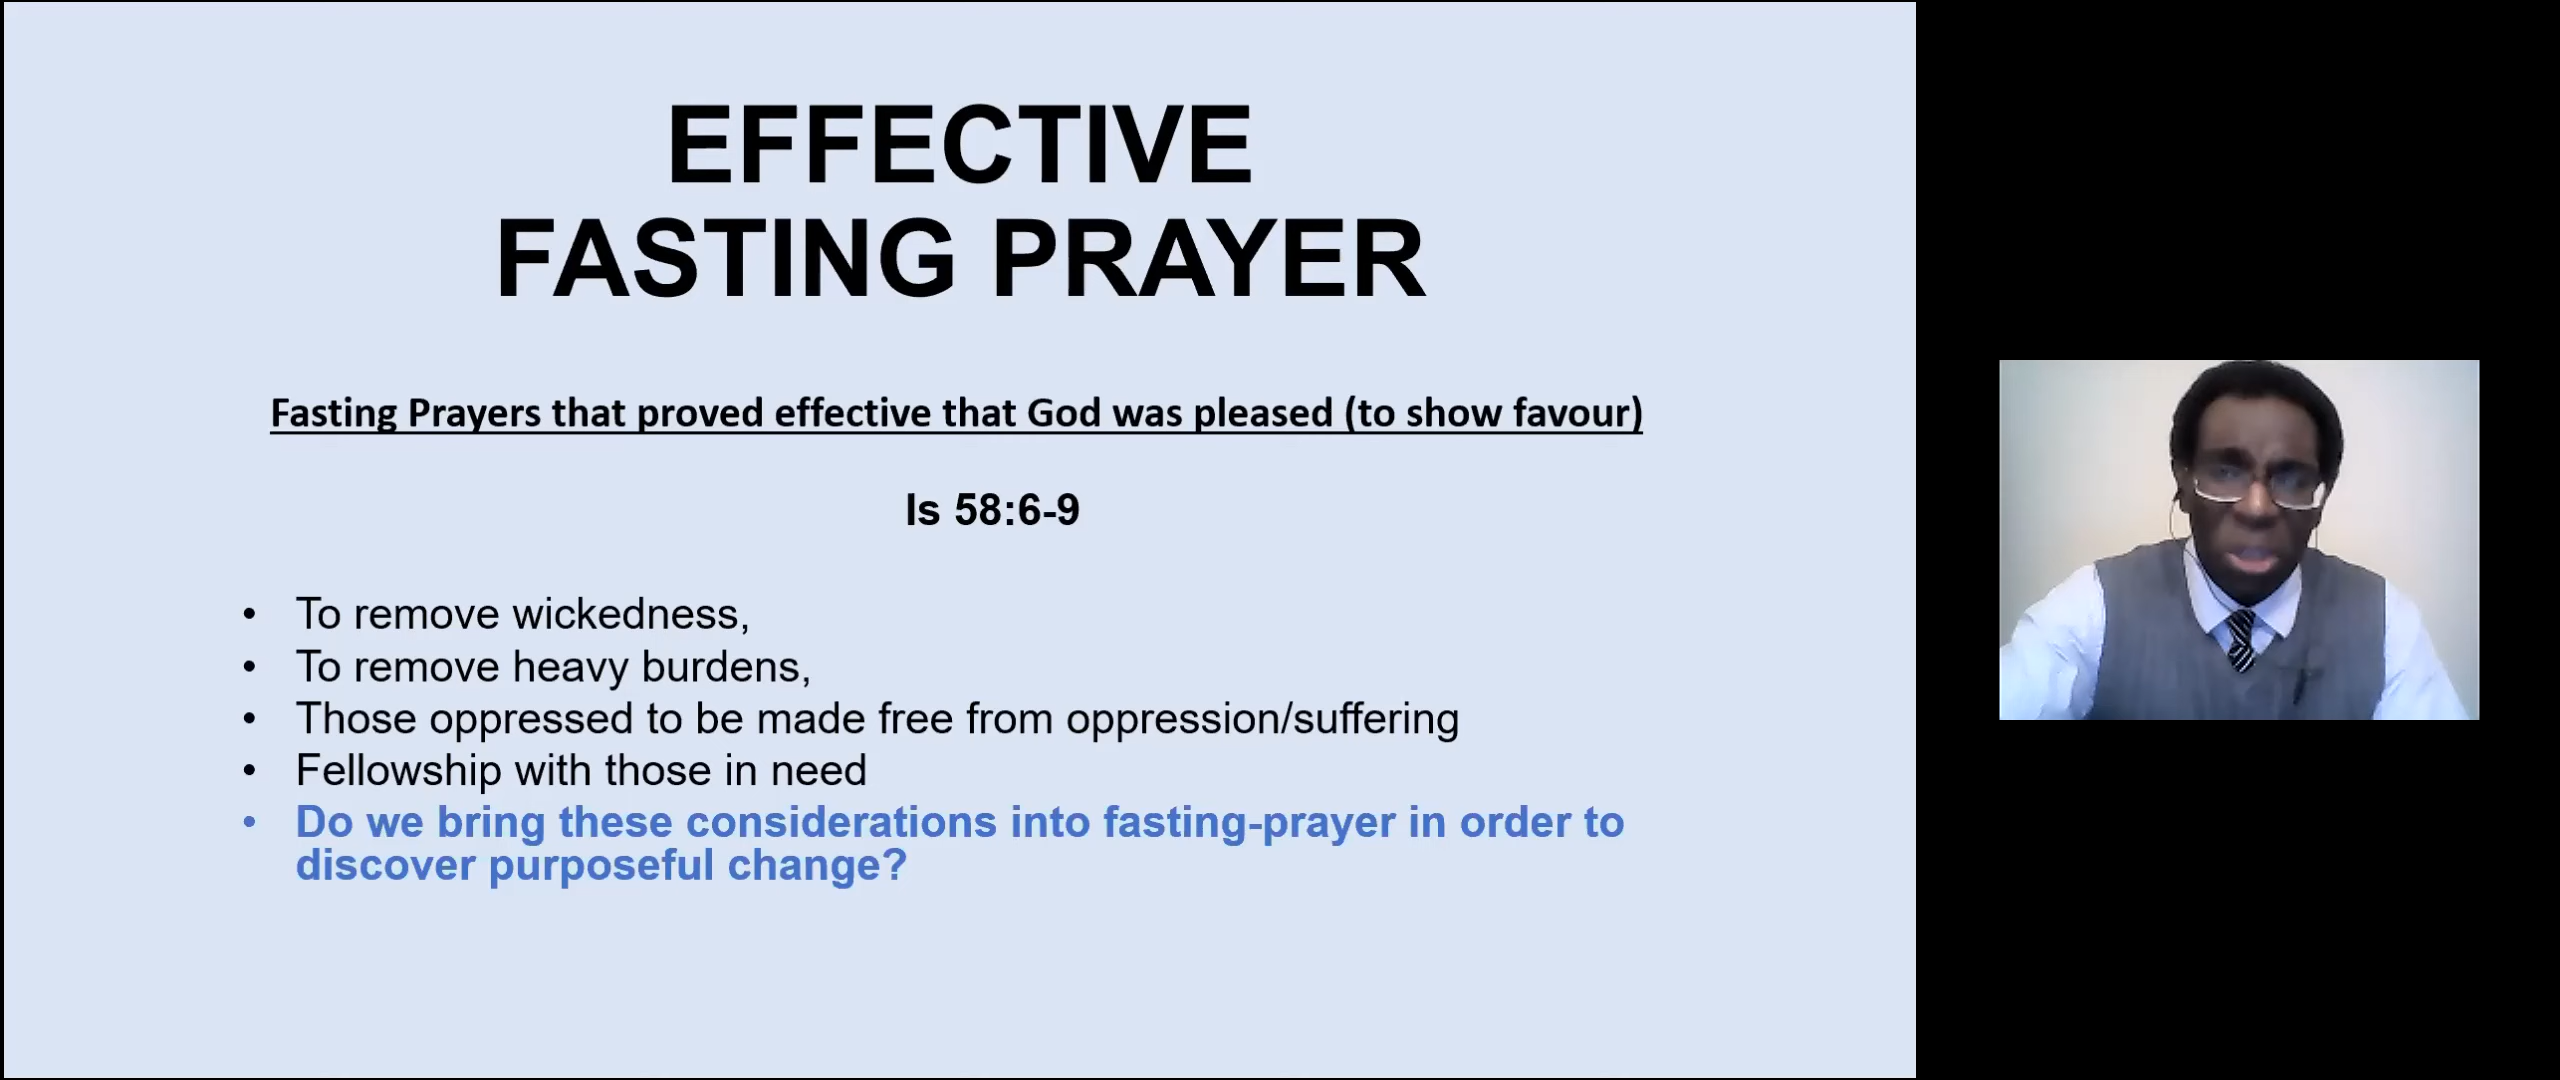 EFFECTIVE
FASTING PRAYER
Fasting Prayers that proved effective that God was pleased (to show favour)
Is 58:6-9
• To remove wickedness,
• To remove heavy burdens,
• Those oppressed to be made free from oppression/suffering
• Fellowship with those in need
• Do we bring these considerations into fasting-prayer in order to
discover purposeful change?